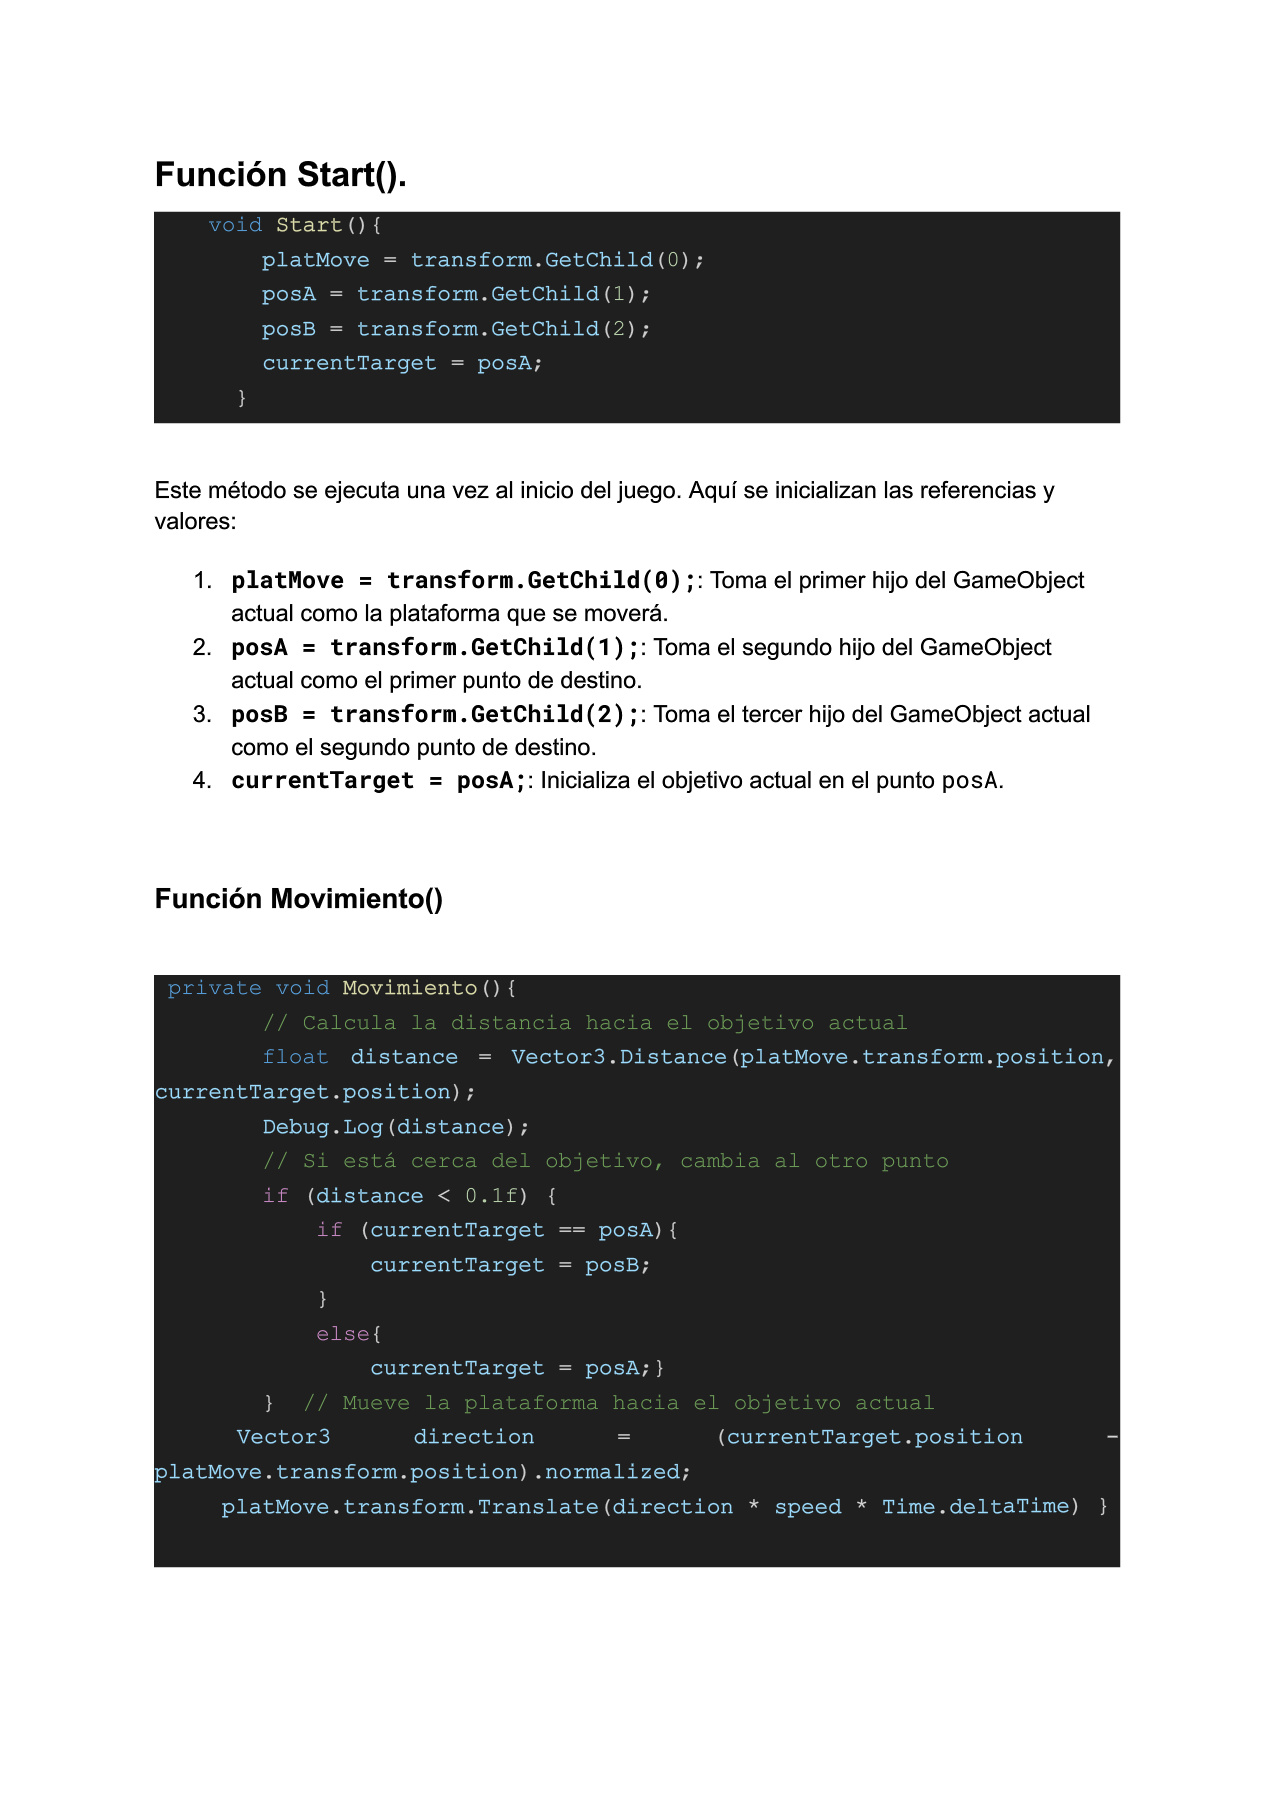 Función Start().
void Start(){
platMove = transform.GetChild(0);
posA = transform.GetChild(1);
posB = transform.GetChild(2);
currentTarget = posA;
}
Este método se ejecuta una vez al inicio del juego. Aquí se inicializan las referencias y
valores:
1. platMove = transform.GetChild(0);: Toma el primer hijo del GameObject
actual como la plataforma que se moverá.
2. posA = transform.GetChild(1);: Toma el segundo hijo del GameObject
actual como el primer punto de destino.
3. posB = transform.GetChild(2);: Toma el tercer hijo del GameObject actual
como el segundo punto de destino.
4. currentTarget = posA;: Inicializa el objetivo actual en el punto posA.
Función Movimiento()
private void Movimiento(){
// Calcula la distancia hacia el objetivo actual
float distance = Vector3.Distance(platMove.transform.position,
currentTarget.position);
Debug.Log(distance);
// Si está cerca del objetivo, cambia al otro punto
if (distance < 0.1f) {
if (currentTarget == posA){
currentTarget = posB;
}
else{
currentTarget = posA;}
} // Mueve la plataforma hacia el objetivo actual
Vector3 direction = (currentTarget.position -
platMove.transform.position).normalized;
platMove.transform.Translate(direction * speed * Time.deltaTime) }